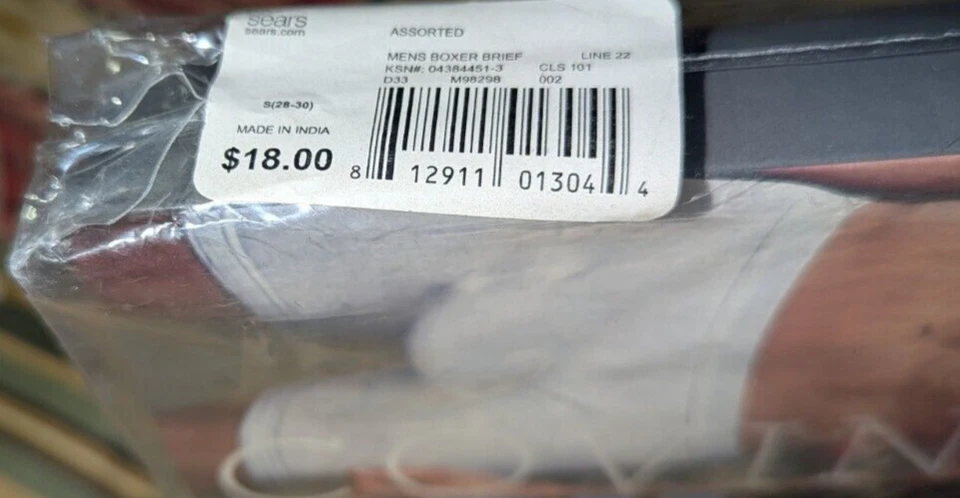 sears
sears.com
ASSORTED
MENS BOXER BRIEF LINE 22
KSN#: 04384451-3 CLS 101
D33 M98298 002
S(28-30)
MADE IN INDIA
$18.00
8 12911 01304 4
COVIN